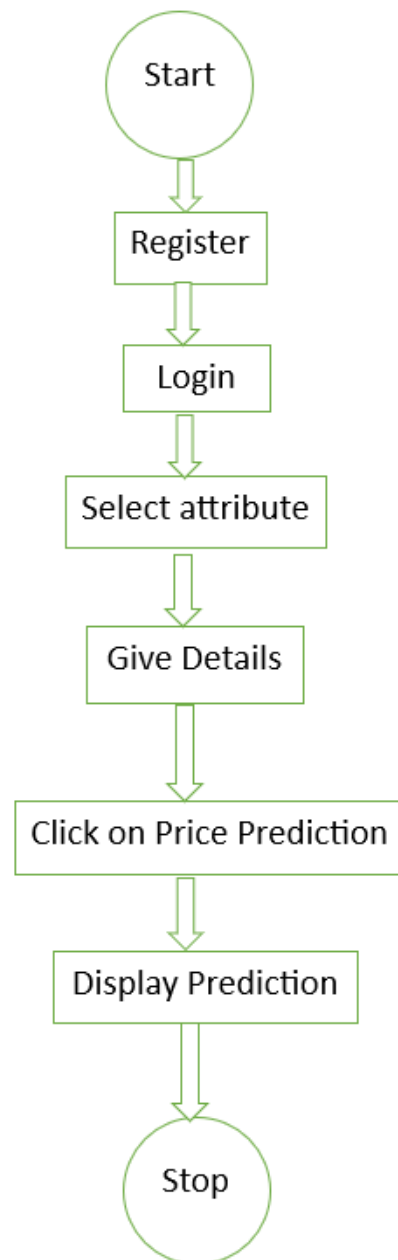 Start
Register
Login
Select attribute
Give Details
Click on Price Prediction
Display Prediction
Stop